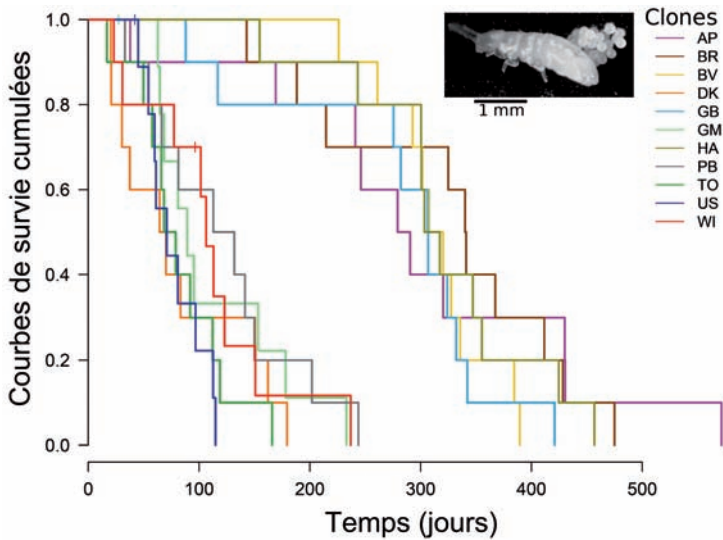 Clones
AP
BR
BV
DK
GB
GM
HA
PB
TO
US
WI
1 mm
Courbes de survie cumulées
1.0
0.8
0.6
0.4
0.2
0.0
0
100
200
300
400
500
Temps (jours)